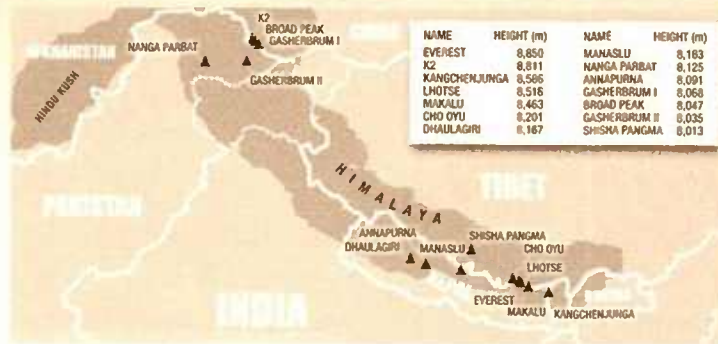 K2
BROAD PEAK
GASHERBRUM I
NANGA PARBAT
GASHERBRUM II
AFGHANISTAN
HINDU KUSH
PAKISTAN
HIMALAYA
TIBET
INDIA
ANNAPURNA
DHAULAGIRI
MANASLU
SHISHA PANGMA
CHO OYU
LHOTSE
EVEREST
MAKALU
KANGCHENJUNGA
NAME HEIGHT (m) NAME HEIGHT (m)
EVEREST 8,850 MANASLU 8,163
K2 8,611 NANGA PARBAT 8,125
KANGCHENJUNGA 8,586 ANNAPURNA 8,091
LHOTSE 8,516 GASHERBRUM I 8,068
MAKALU 8,463 BROAD PEAK 8,047
CHO OYU 8,201 GASHERBRUM II 8,035
DHAULAGIRI 8,167 SHISHA PANGMA 8,013